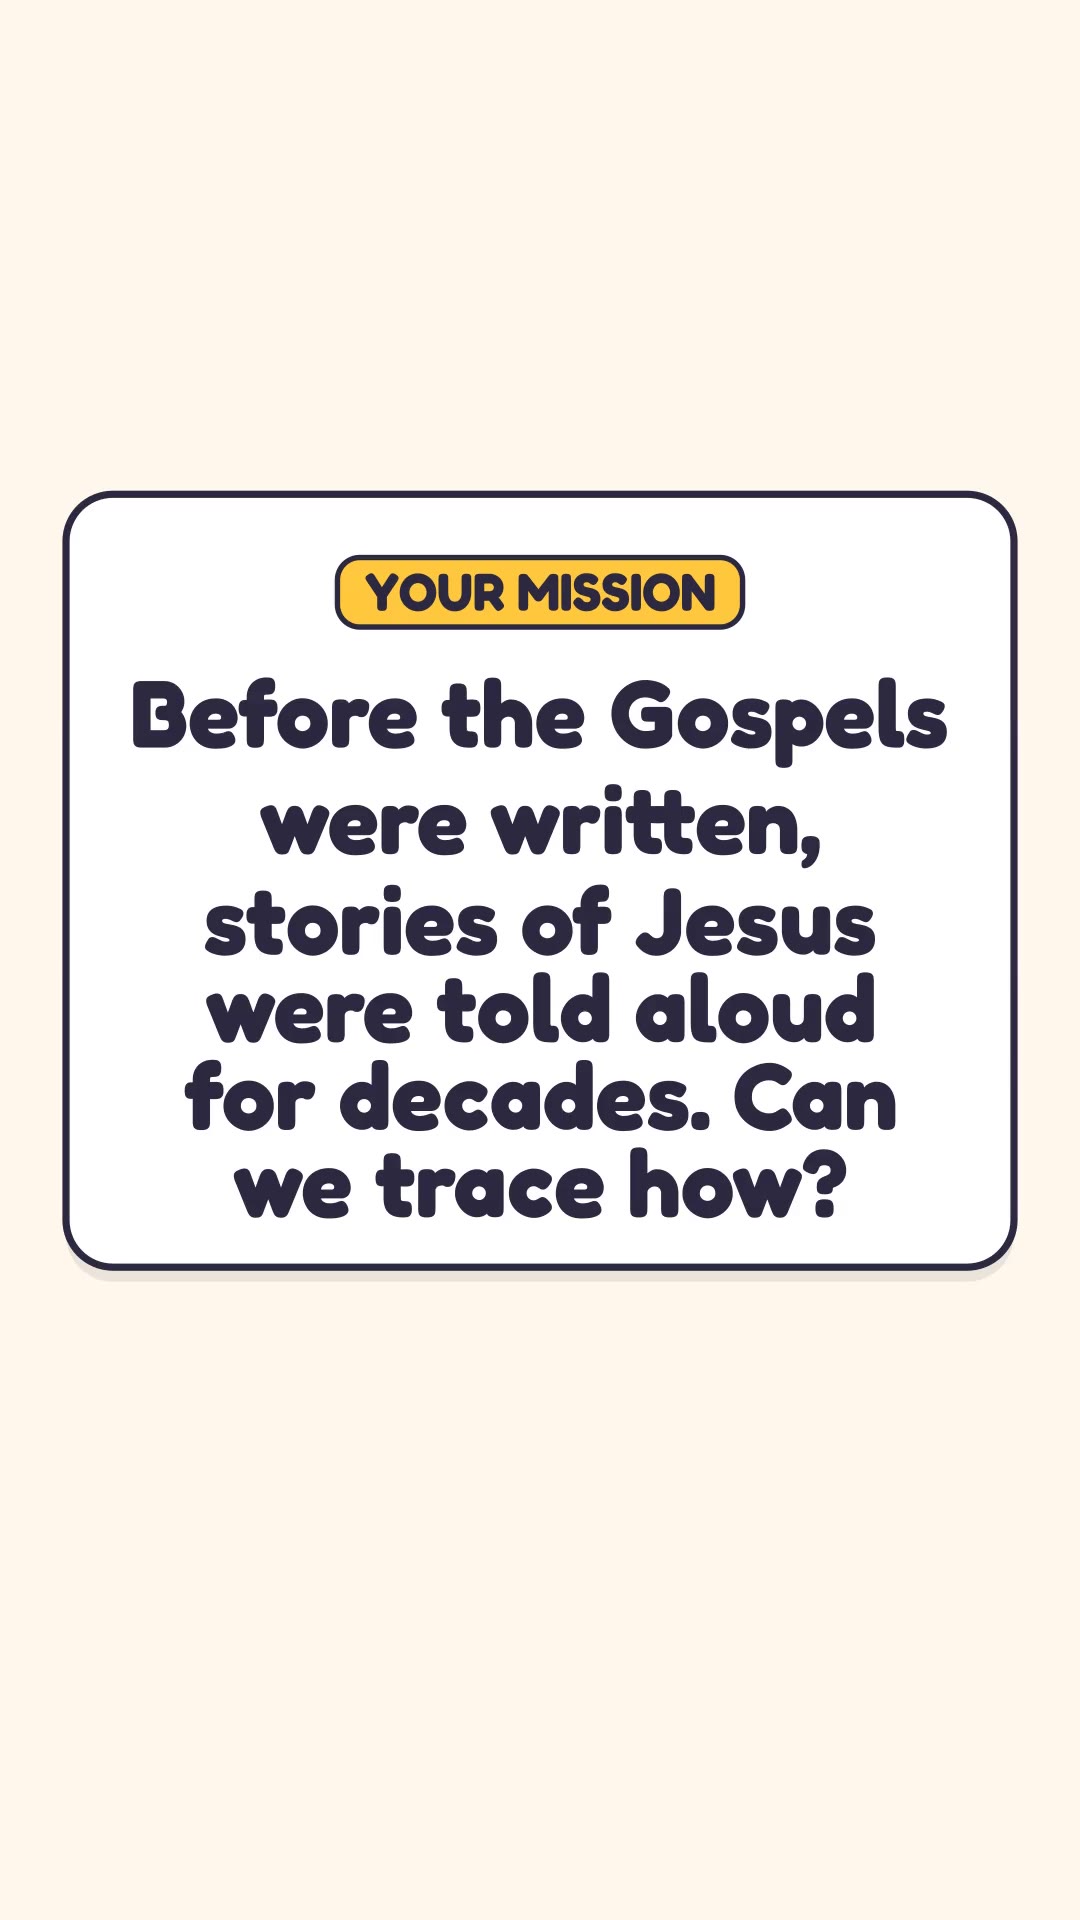 YOUR MISSION
Before the Gospels
were written,
stories of Jesus
were told aloud
for decades. Can
we trace how?